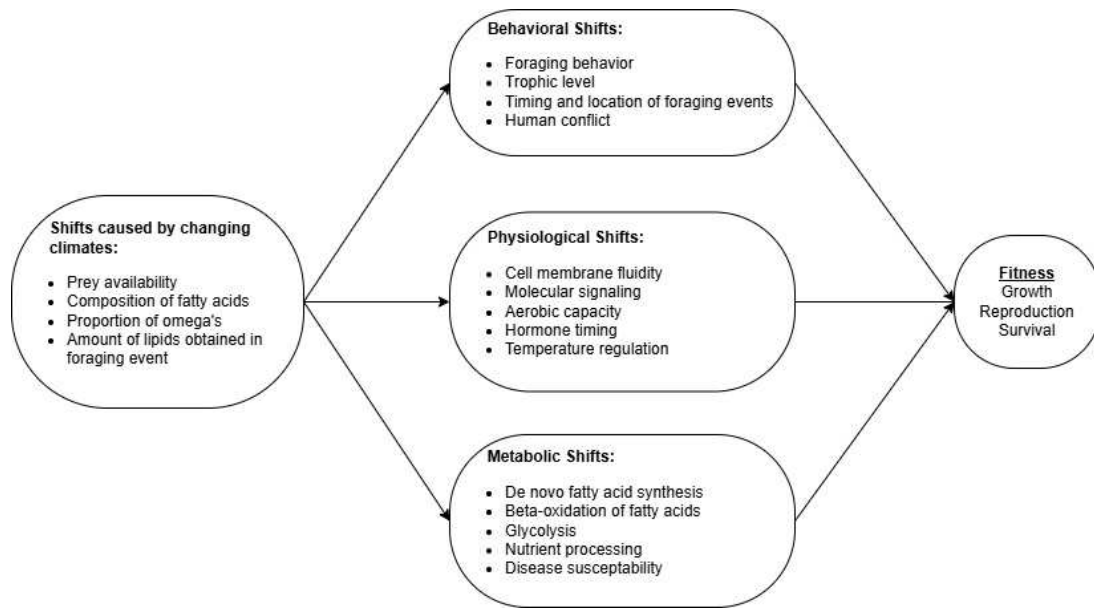 Behavioral Shifts:
Foraging behavior
Trophic level
Timing and location of foraging events
Human conflict
Shifts caused by changing
climates:
Prey availability
Composition of fatty acids
Proportion of omega's
Amount of lipids obtained in
foraging event
Physiological Shifts:
Cell membrane fluidity
Molecular signaling
Aerobic capacity
Hormone timing
Temperature regulation
Metabolic Shifts:
De novo fatty acid synthesis
Beta-oxidation of fatty acids
Glycolysis
Nutrient processing
Disease susceptability
Fitness
Growth
Reproduction
Survival